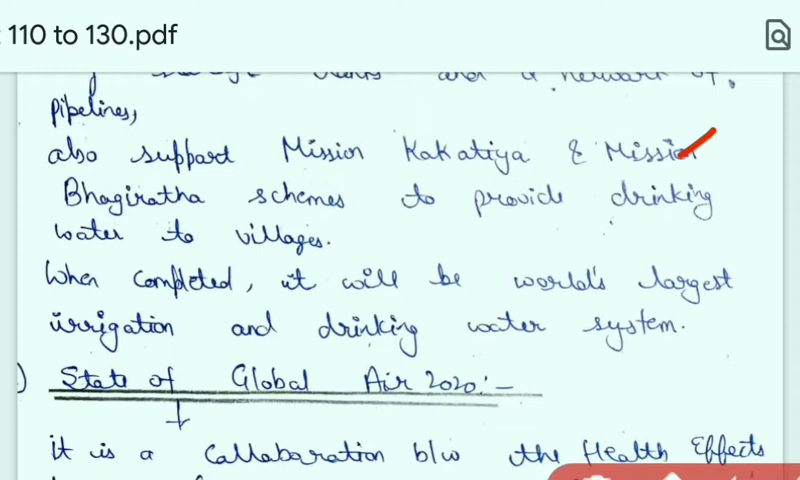 110 to 130.pdf
pipelines,
also support Mission Kakatiya & Mission
Bhagiratha schemes to provide drinking
water to villages.
When completed, it will be world's largest
irrigation and drinking water system.
) State of Global Air 2020:-
it is a Collabaration b/w the Health Effects